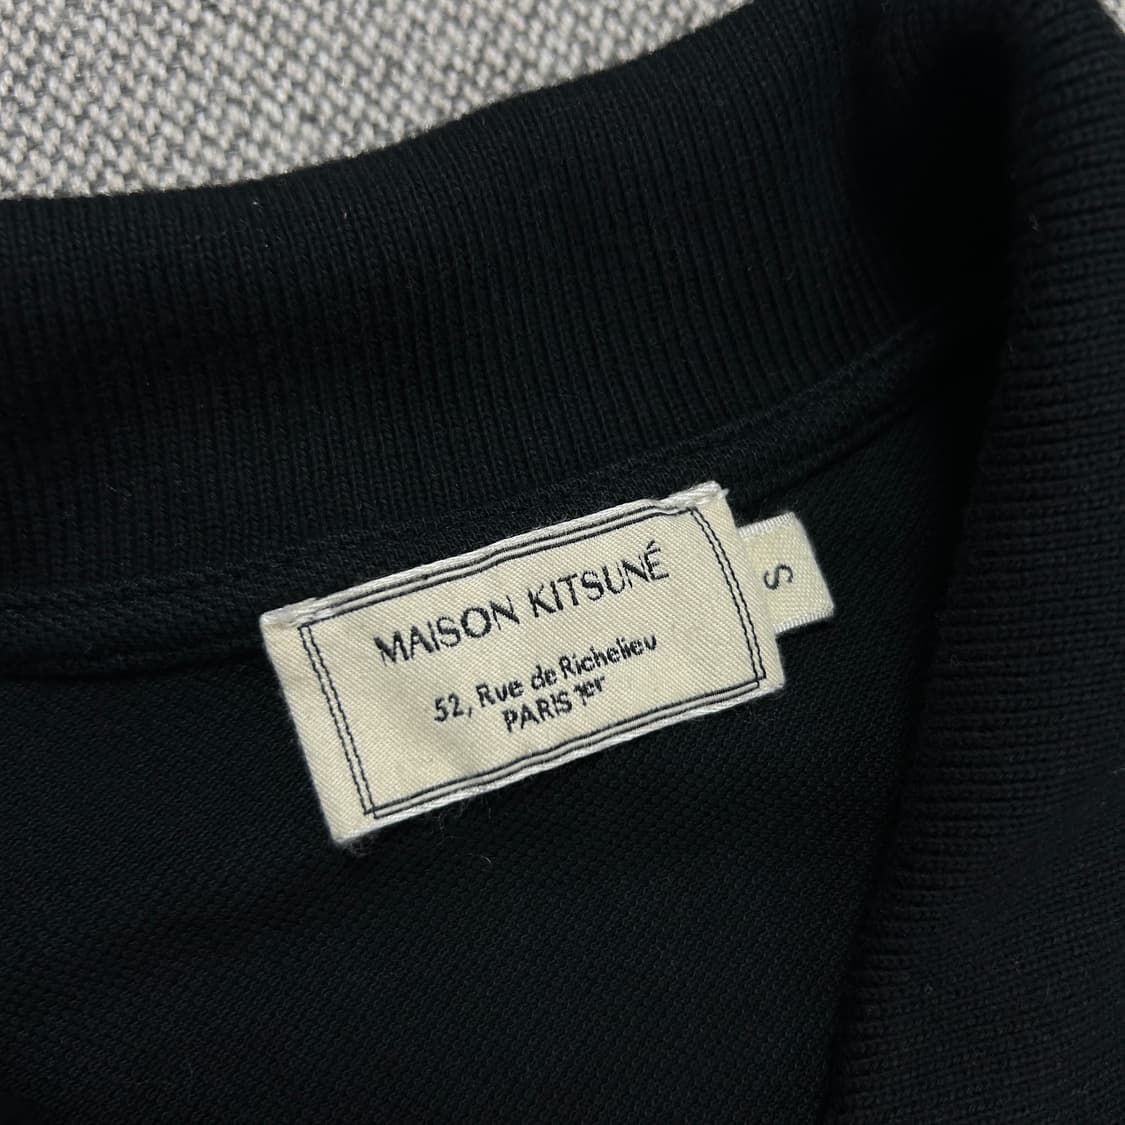 MAISON KITSUNÉ
52, Rue de Richelieu
PARIS 1er
S